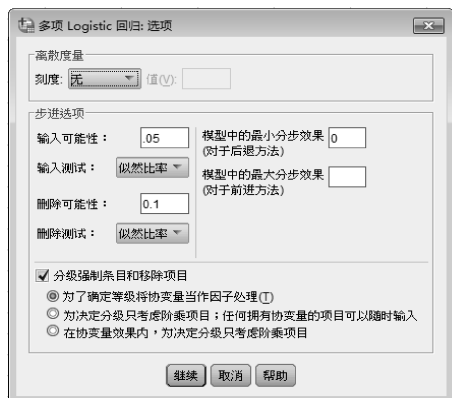 多项 Logistic 回归: 选项
离散度量
刻度: 无 值(V):
步进选项
输入可能性： .05
输入测试： 似然比率
删除可能性： 0.1
删除测试： 似然比率
模型中的最小分步效果 0
(对于后退方法)
模型中的最大分步效果
(对于前进方法)
分级强制条目和移除项目
为了确定等级将协变量当作因子处理(T)
为决定分级只考虑阶乘项目；任何拥有协变量的项目可以随时输入
在协变量效果内，为决定分级只考虑阶乘项目
继续 取消 帮助